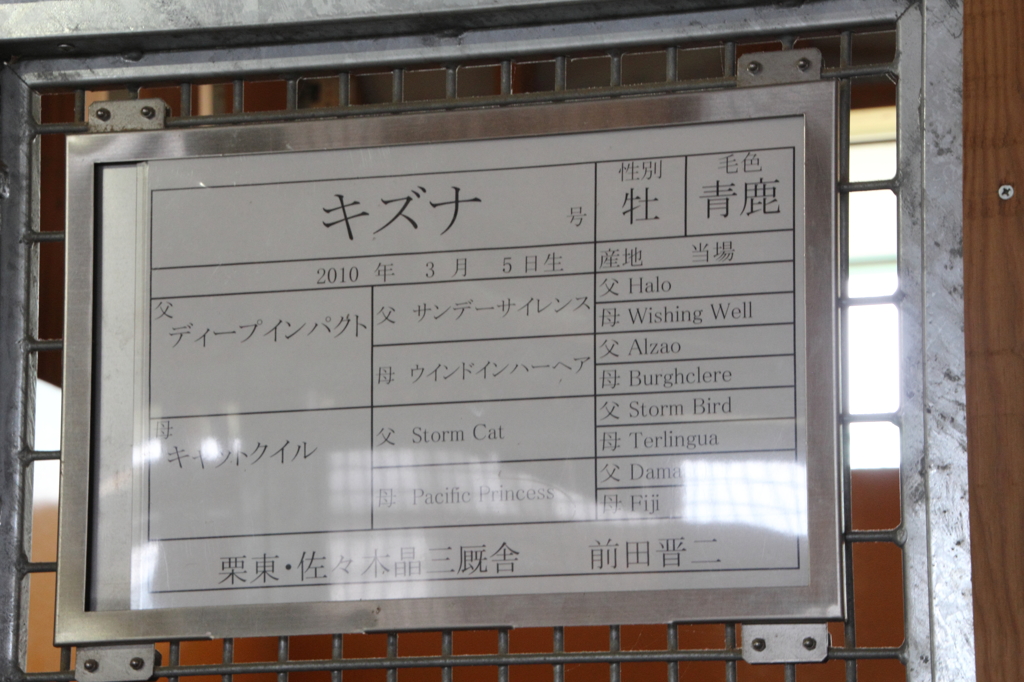 キズナ 号
性別
牡
毛色
青鹿
2010 年 3 月 5 日生
産地 当場
父
ディープインパクト
父 サンデーサイレンス
父 Halo
母 Wishing Well
母 ウインドインハーヘア
父 Alzao
母 Burghclere
母
キャットクイル
父 Storm Cat
父 Storm Bird
母 Terlingua
母 Pacific Princess
父 Dama
母 Fiji
栗東・佐々木晶三厩舎 前田晋二